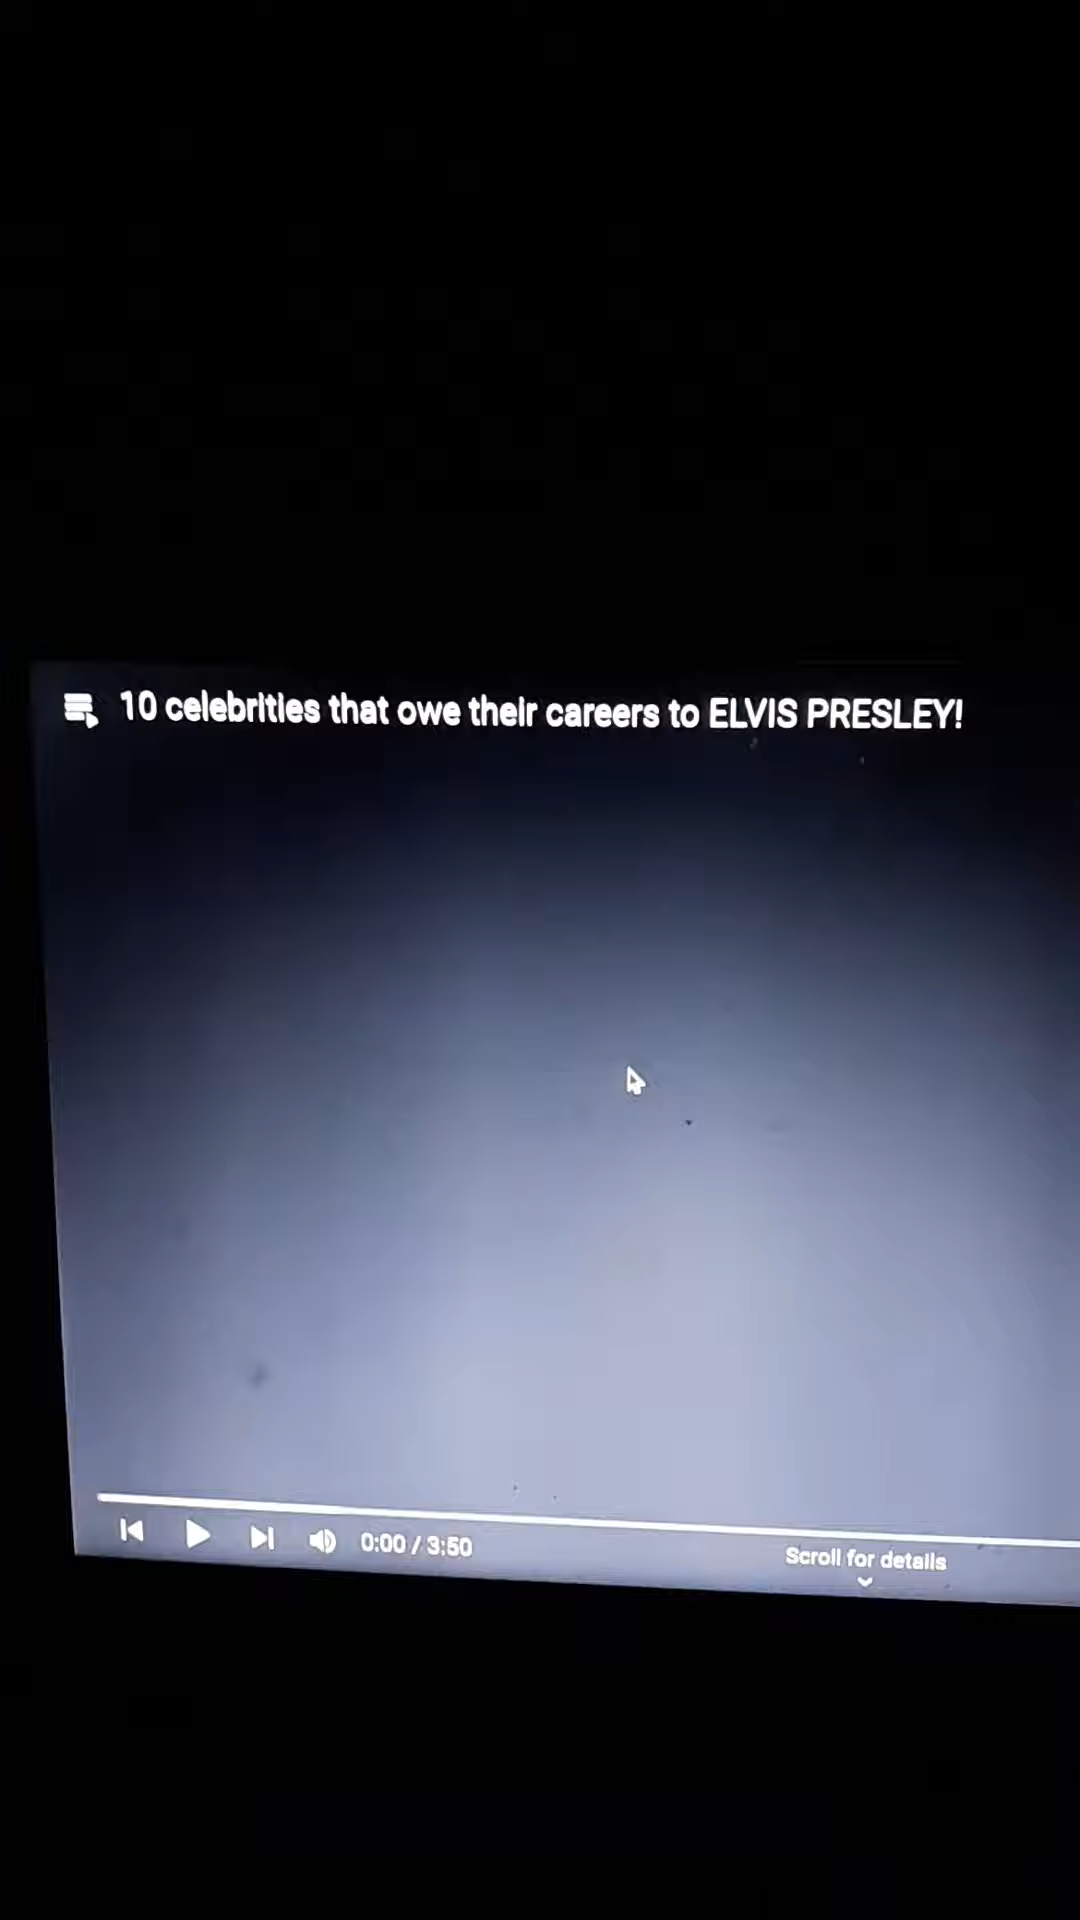 10 celebrities that owe their careers to ELVIS PRESLEY!
0:00 / 3:50
Scroll for details